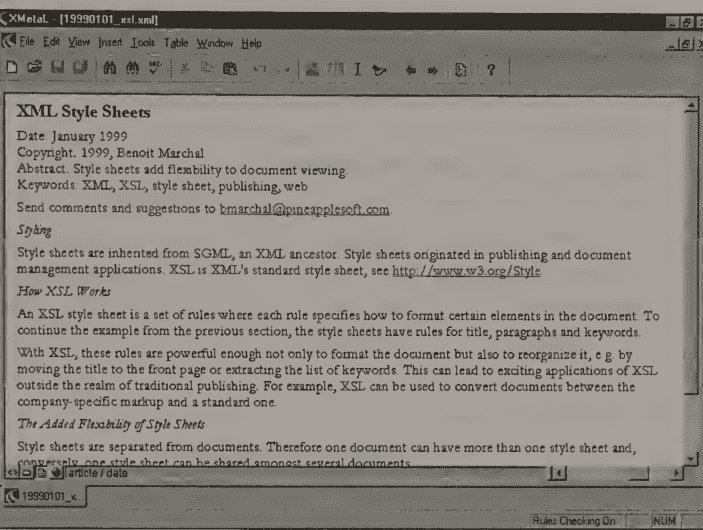 XMetaL - [19990101_xsl.xml]
File Edit View Insert Tools Table Window Help
XML Style Sheets
Date. January 1999
Copyright. 1999, Benoit Marchal
Abstract. Style sheets add flexibility to document viewing.
Keywords: XML, XSL, style sheet, publishing, web
Send comments and suggestions to bmarchal@pineapplesoft.com.
Styling
Style sheets are inherited from SGML, an XML ancestor. Style sheets originated in publishing and document
management applications. XSL is XML's standard style sheet, see http://www.w3.org/Style
How XSL Works
An XSL style sheet is a set of rules where each rule specifies how to format certain elements in the document. To
continue the example from the previous section, the style sheets have rules for title, paragraphs and keywords.
With XSL, these rules are powerful enough not only to format the document but also to reorganize it, e g. by
moving the title to the front page or extracting the list of keywords. This can lead to exciting applications of XSL
outside the realm of traditional publishing. For example, XSL can be used to convert documents between the
company-specific markup and a standard one.
The Added Flexibility of Style Sheets
Style sheets are separated from documents. Therefore one document can have more than one style sheet and,
conversely, one style sheet can be shared amongst several documents
article / date
19990101_x...
Rules Checking On
NUM